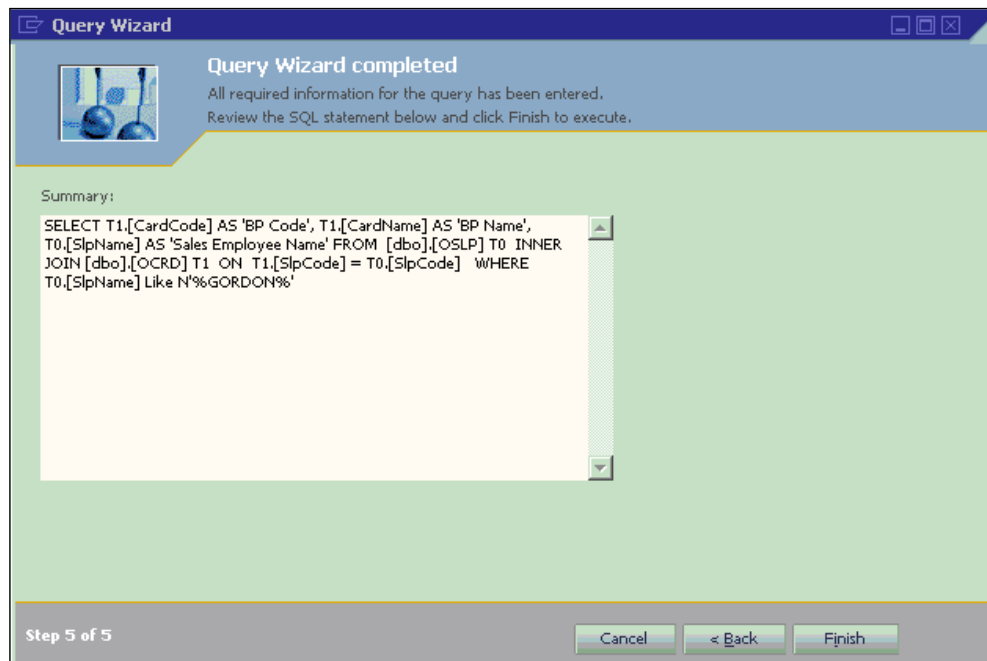 Query Wizard
Query Wizard completed
All required information for the query has been entered.
Review the SQL statement below and click Finish to execute.
Summary:
SELECT T1.[CardCode] AS 'BP Code', T1.[CardName] AS 'BP Name',
T0.[SlpName] AS 'Sales Employee Name' FROM  [dbo].[OSLP] T0  INNER
JOIN [dbo].[OCRD] T1  ON  T1.[SlpCode] = T0.[SlpCode]   WHERE
T0.[SlpName] Like N'%GORDON%'
Step 5 of 5
Cancel
< Back
Finish